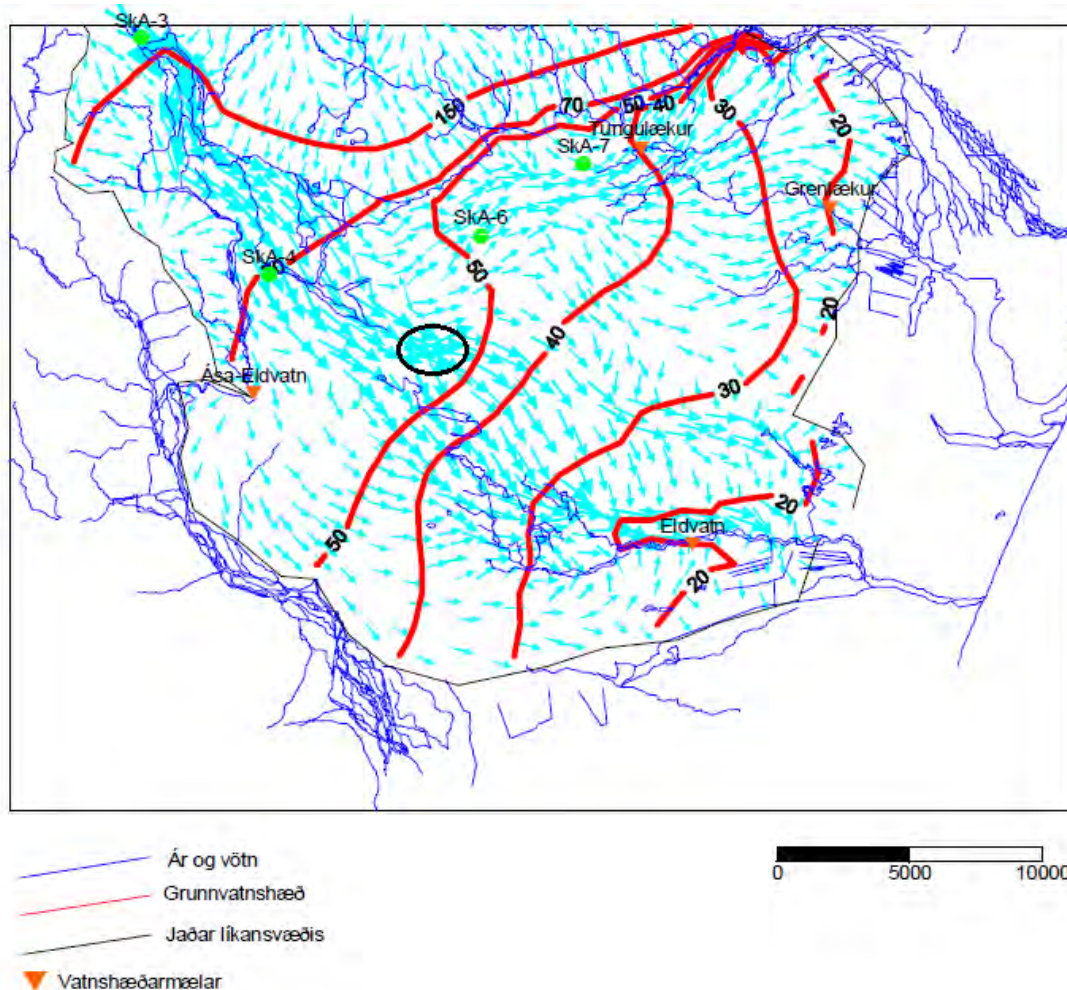 SkA-3
150
70
50
40
30
20
Tungulækur
SkA-7
Grenlækur
SkA-6
SkA-4
50
40
20
30
Ása-Eldvatn
20
Eldvatn
50
20
Ár og vötn
Grunnvatnshæð
0 5000 10000
Jaðar líkansvæðis
Vatnshæðarmælar